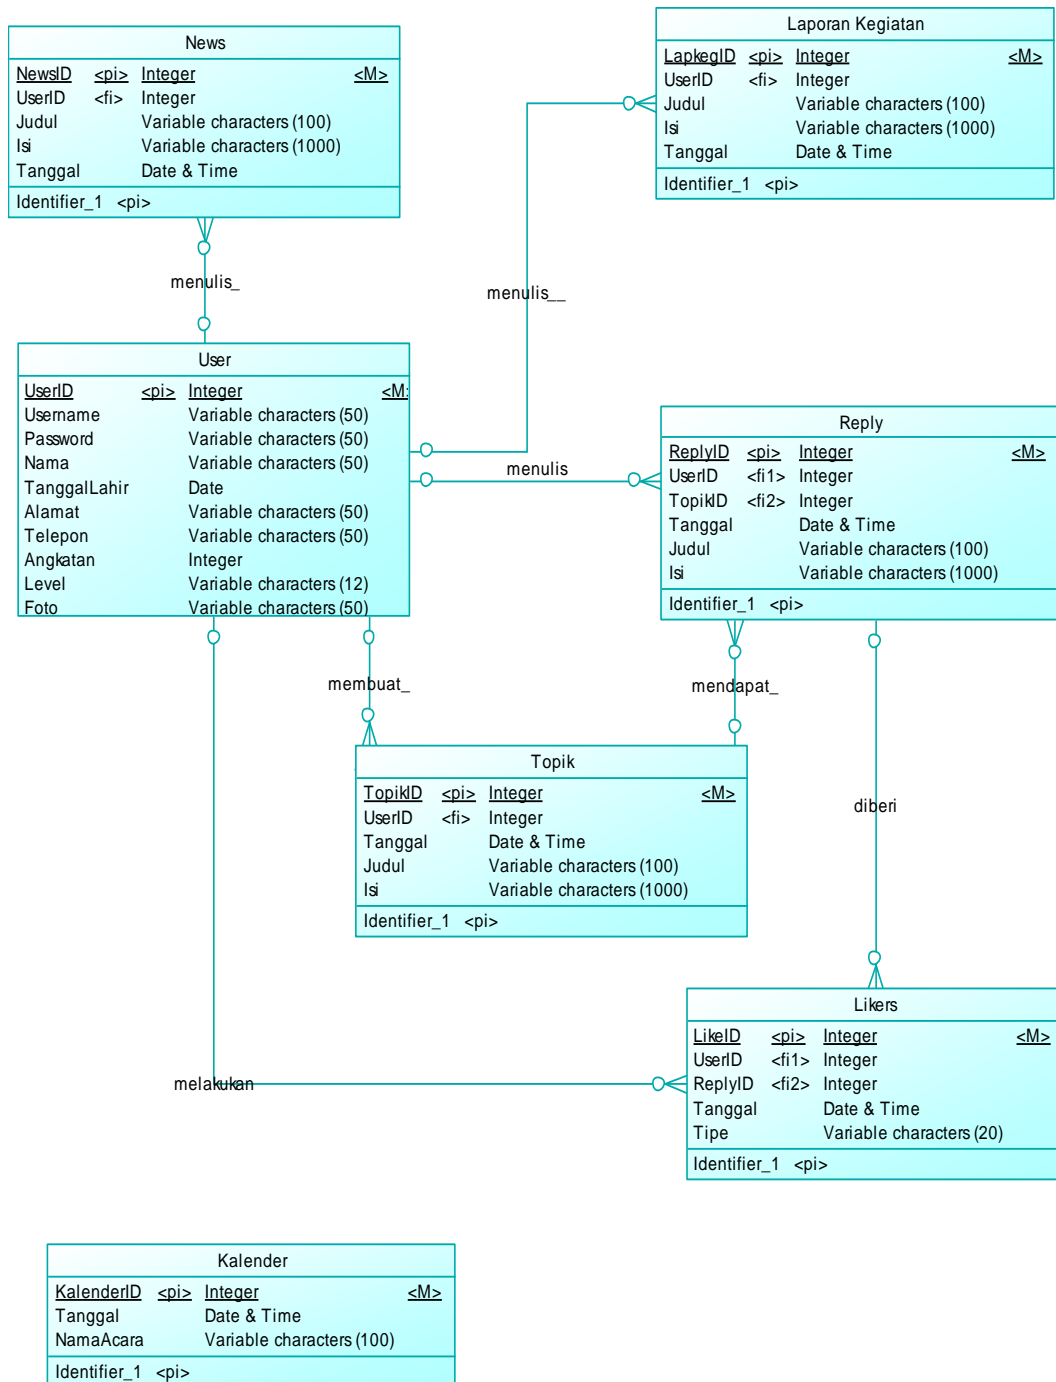 News
NewsID <pi> Integer <M>
UserID <fi> Integer
Judul Variable characters (100)
Isi Variable characters (1000)
Tanggal Date & Time
Identifier_1 <pi>
Laporan Kegiatan
LapkegID <pi> Integer <M>
UserID <fi> Integer
Judul Variable characters (100)
Isi Variable characters (1000)
Tanggal Date & Time
Identifier_1 <pi>
menulis_
menulis__
User
UserID <pi> Integer <M>
Username Variable characters (50)
Password Variable characters (50)
Nama Variable characters (50)
TanggalLahir Date
Alamat Variable characters (50)
Telepon Variable characters (50)
Angkatan Integer
Level Variable characters (12)
Foto Variable characters (50)
menulis
Reply
ReplyID <pi> Integer <M>
UserID <fi1> Integer
TopikID <fi2> Integer
Tanggal Date & Time
Judul Variable characters (100)
Isi Variable characters (1000)
Identifier_1 <pi>
membuat_
mendapat_
Topik
TopikID <pi> Integer <M>
UserID <fi> Integer
Tanggal Date & Time
Judul Variable characters (100)
Isi Variable characters (1000)
Identifier_1 <pi>
diberi
Likers
LikeID <pi> Integer <M>
UserID <fi1> Integer
ReplyID <fi2> Integer
Tanggal Date & Time
Tipe Variable characters (20)
Identifier_1 <pi>
melakukan
Kalender
KalenderID <pi> Integer <M>
Tanggal Date & Time
NamaAcara Variable characters (100)
Identifier_1 <pi>